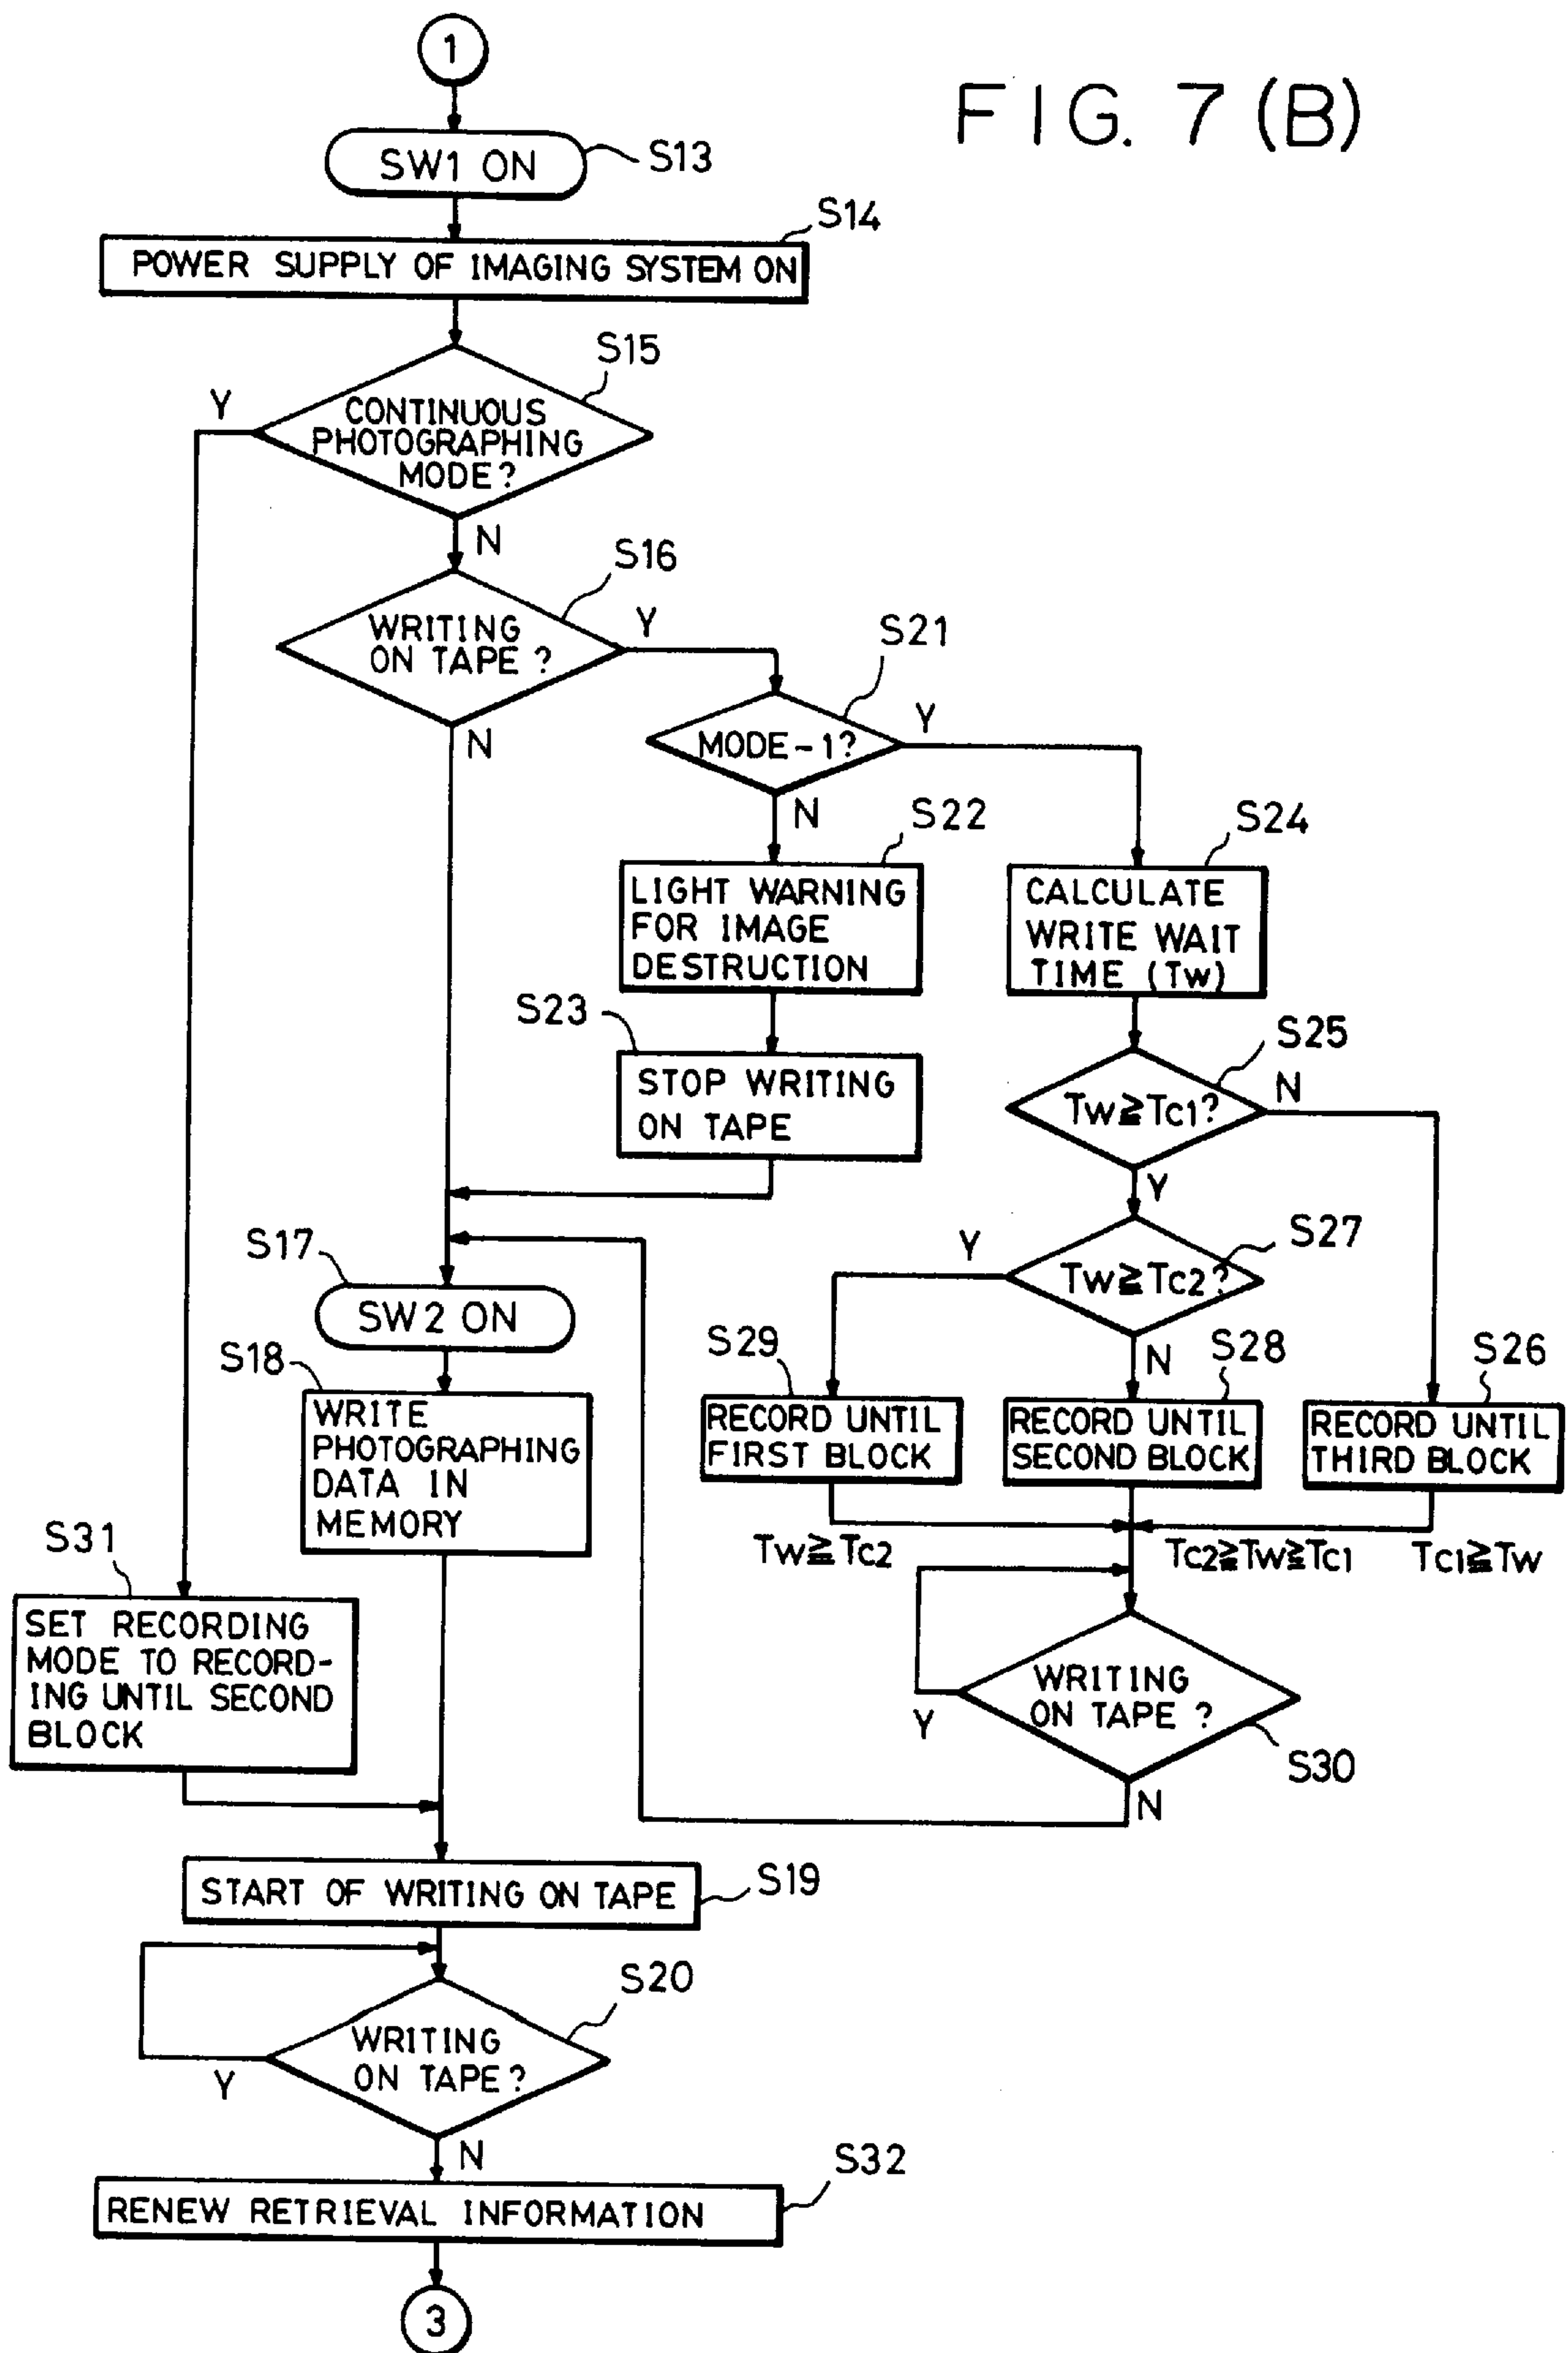 1
FIG. 7 (B)
SW1 ON
S13
S14
POWER SUPPLY OF IMAGING SYSTEM ON
S15
Y
CONTINUOUS
PHOTOGRAPHING
MODE?
N
S16
WRITING
ON TAPE?
Y
N
S21
MODE-1?
Y
N
S22
LIGHT WARNING
FOR IMAGE
DESTRUCTION
S24
CALCULATE
WRITE WAIT
TIME (Tw)
S23
STOP WRITING
ON TAPE
S25
Tw≧Tc1?
N
Y
S27
Tw≧Tc2?
Y
N
S17
SW2 ON
S18
WRITE
PHOTOGRAPHING
DATA IN
MEMORY
S29
RECORD UNTIL
FIRST BLOCK
S28
RECORD UNTIL
SECOND BLOCK
S26
RECORD UNTIL
THIRD BLOCK
Tw≧Tc2
Tc2≧Tw≧Tc1
Tc1≧Tw
S31
SET RECORDING
MODE TO RECORD-
ING UNTIL SECOND
BLOCK
WRITING
ON TAPE?
Y
S30
N
START OF WRITING ON TAPE
S19
S20
WRITING
ON TAPE?
Y
N
S32
RENEW RETRIEVAL INFORMATION
3